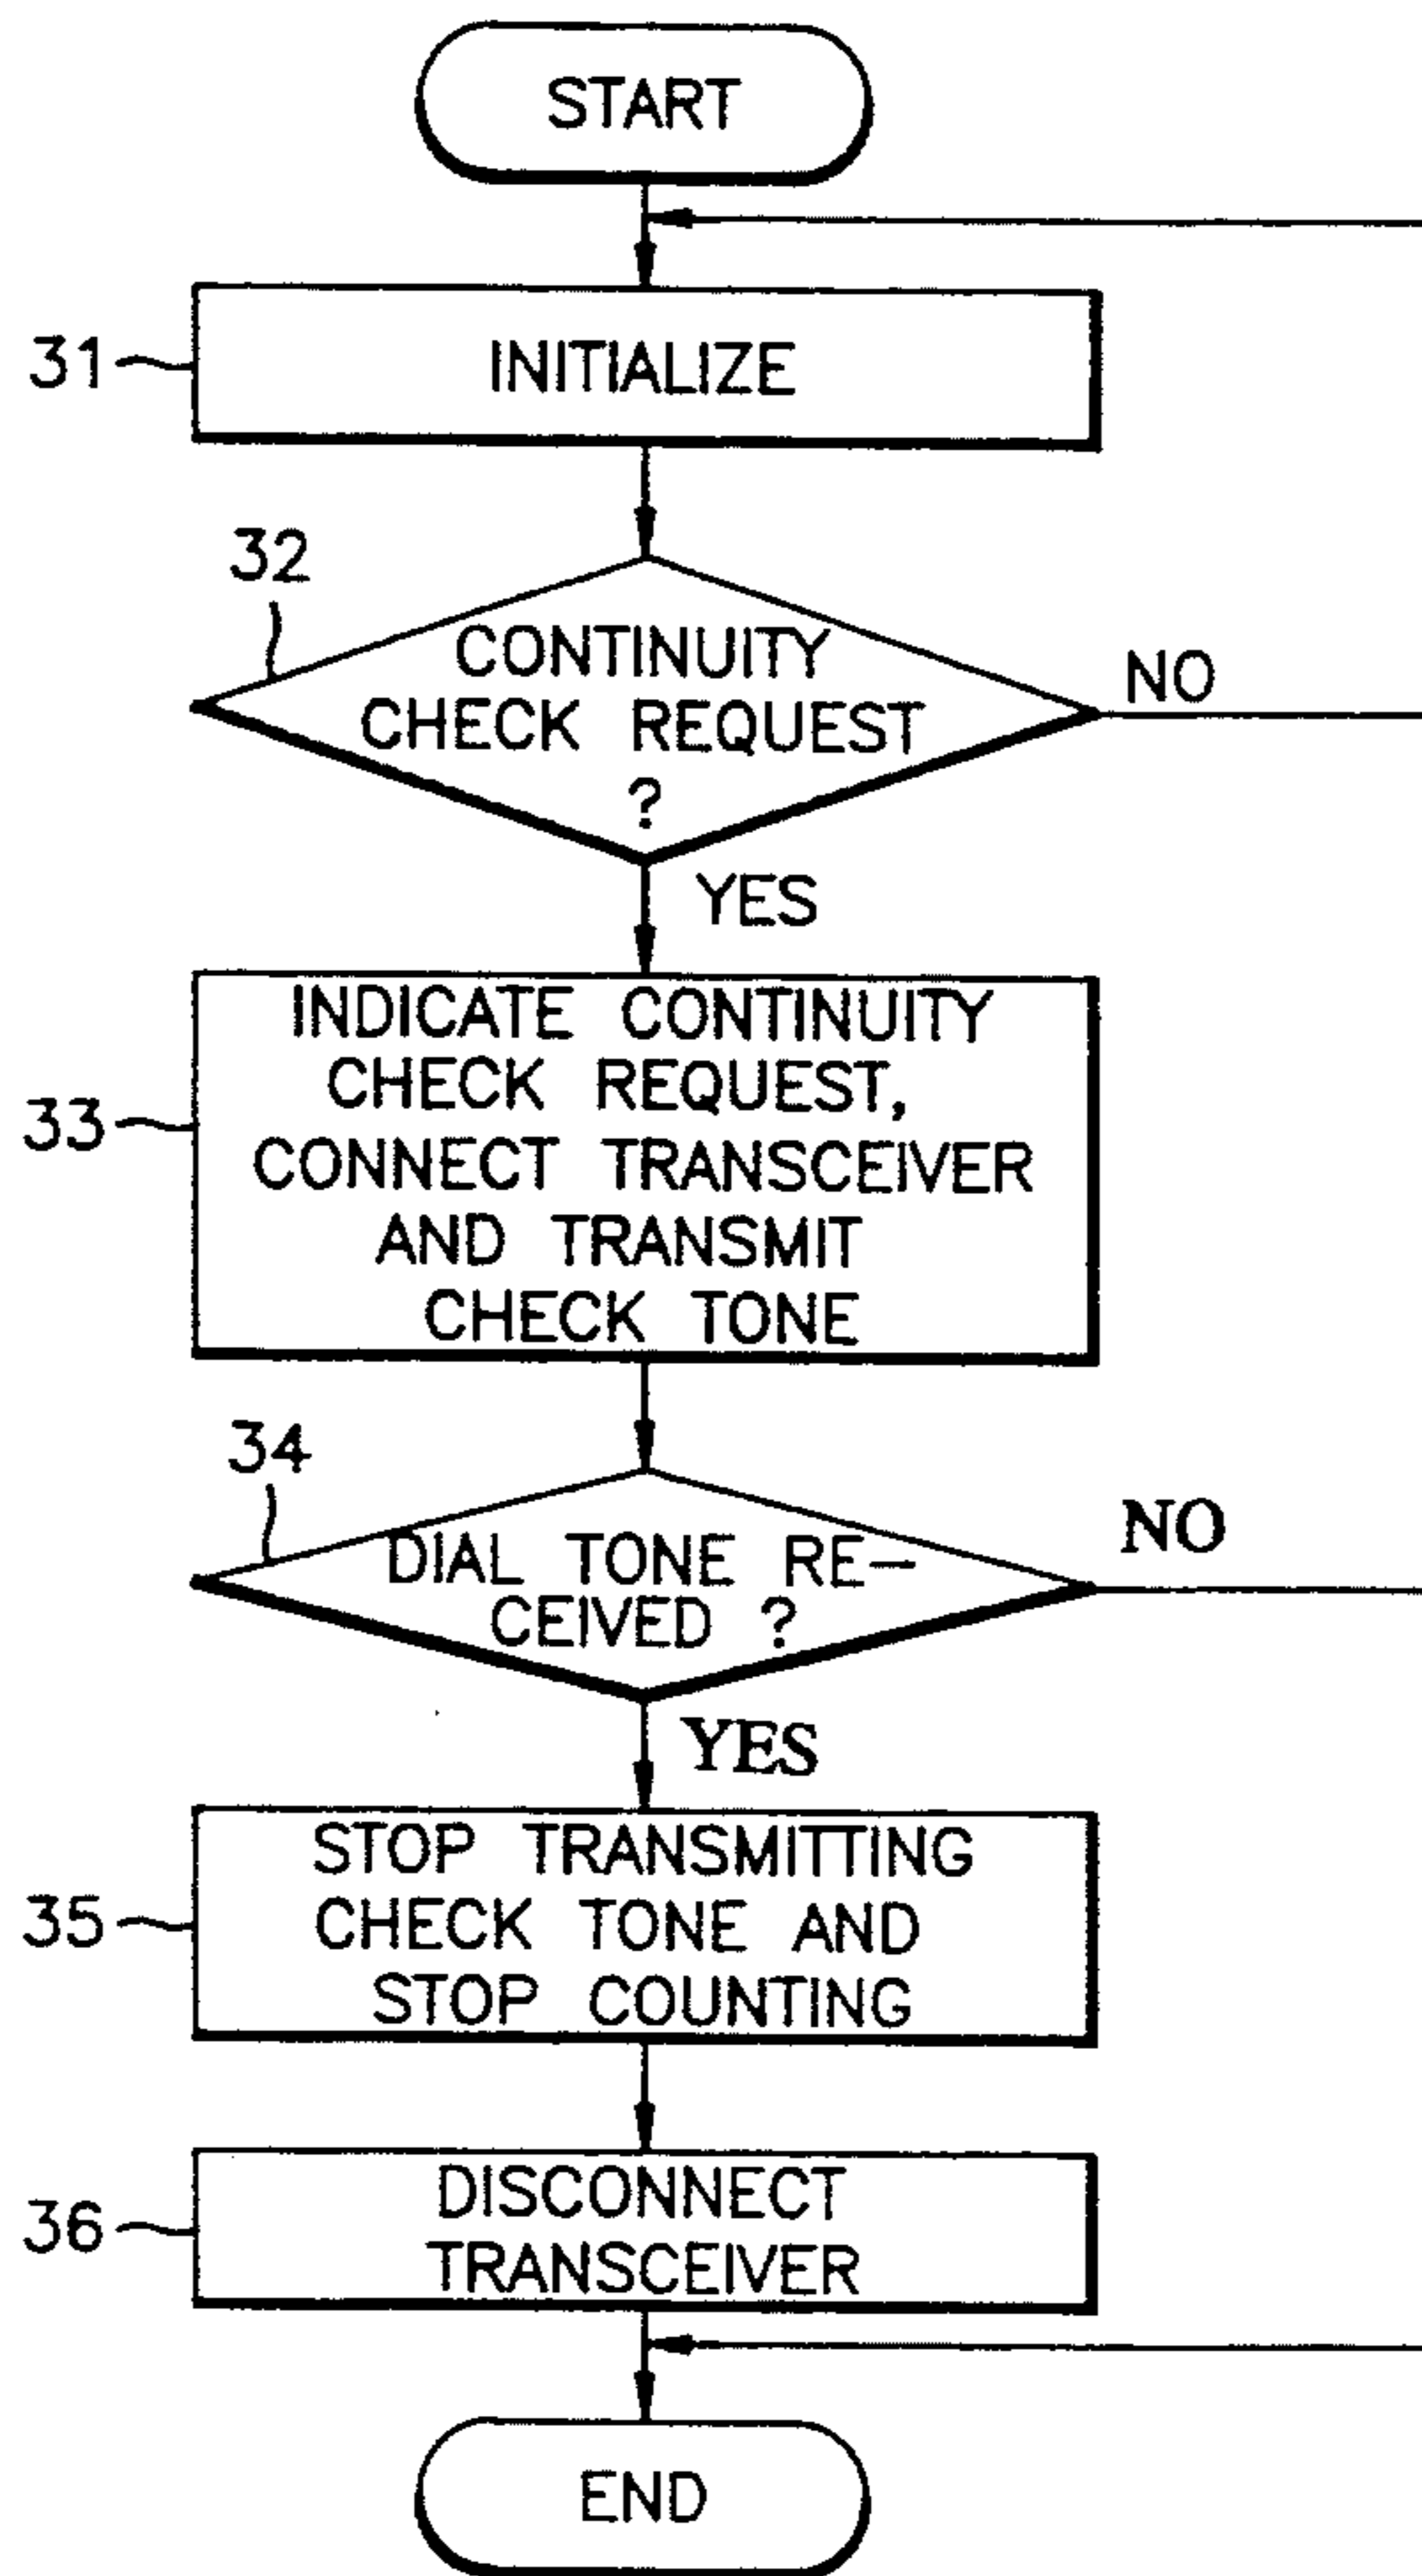 START
31
INITIALIZE
32
CONTINUITY
CHECK REQUEST
?
NO
YES
33
INDICATE CONTINUITY
CHECK REQUEST,
CONNECT TRANSCEIVER
AND TRANSMIT
CHECK TONE
34
DIAL TONE RE-
CEIVED ?
NO
YES
35
STOP TRANSMITTING
CHECK TONE AND
STOP COUNTING
36
DISCONNECT
TRANSCEIVER
END